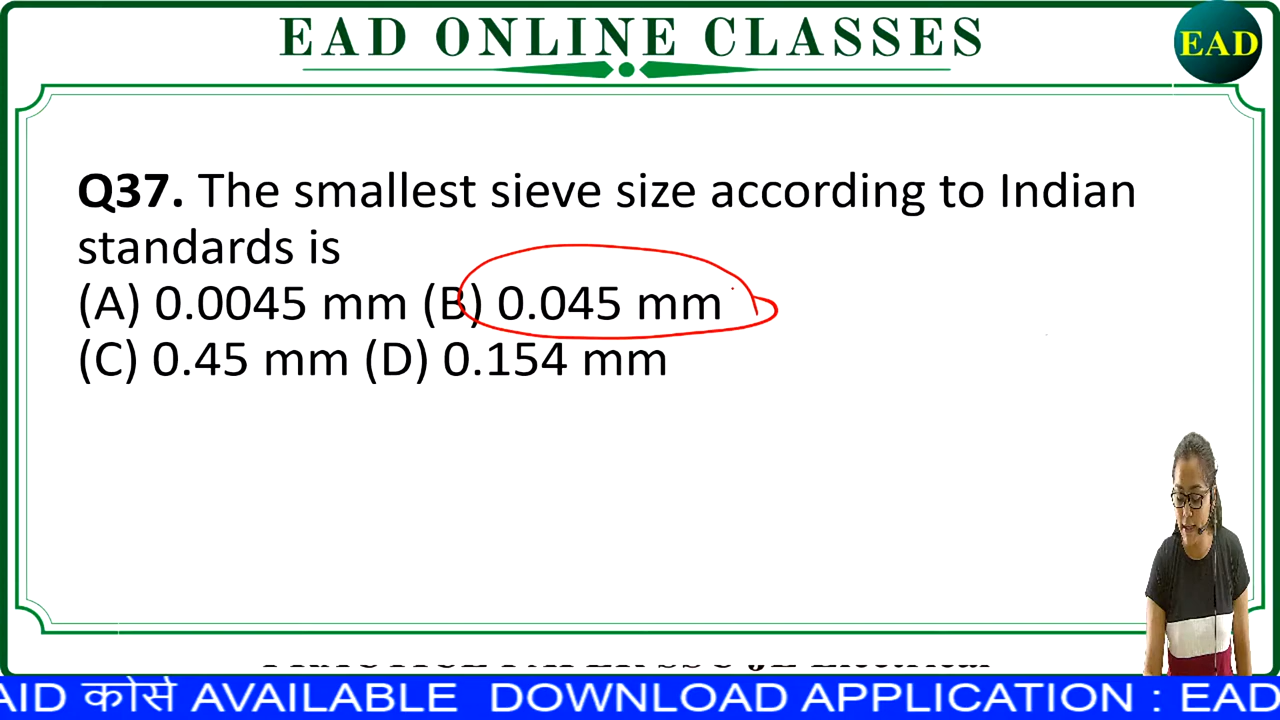 EAD ONLINE CLASSES
EAD
Q37. The smallest sieve size according to Indian
standards is
(A) 0.0045 mm (B) 0.045 mm
(C) 0.45 mm (D) 0.154 mm
AID कोर्स AVAILABLE DOWNLOAD APPLICATION : EAD